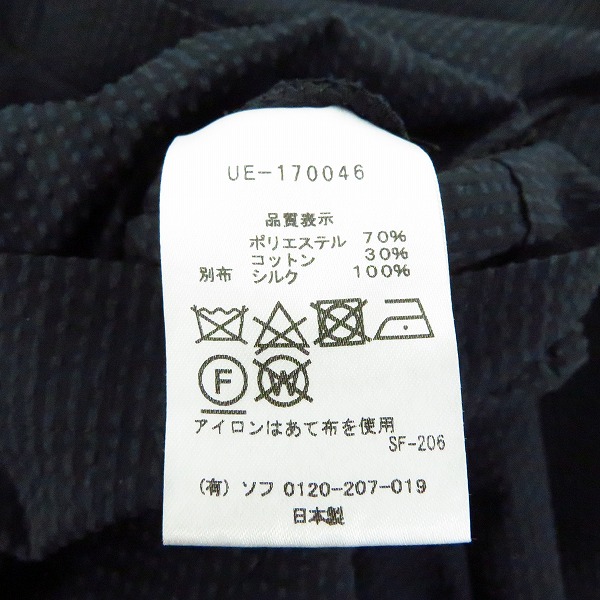 UE-170046
品質表示
ポリエステル 70%
コットン 30%
別布 シルク 100%
F W
アイロンはあて布を使用
SF-206
(有) ソフ 0120-207-019
日本製